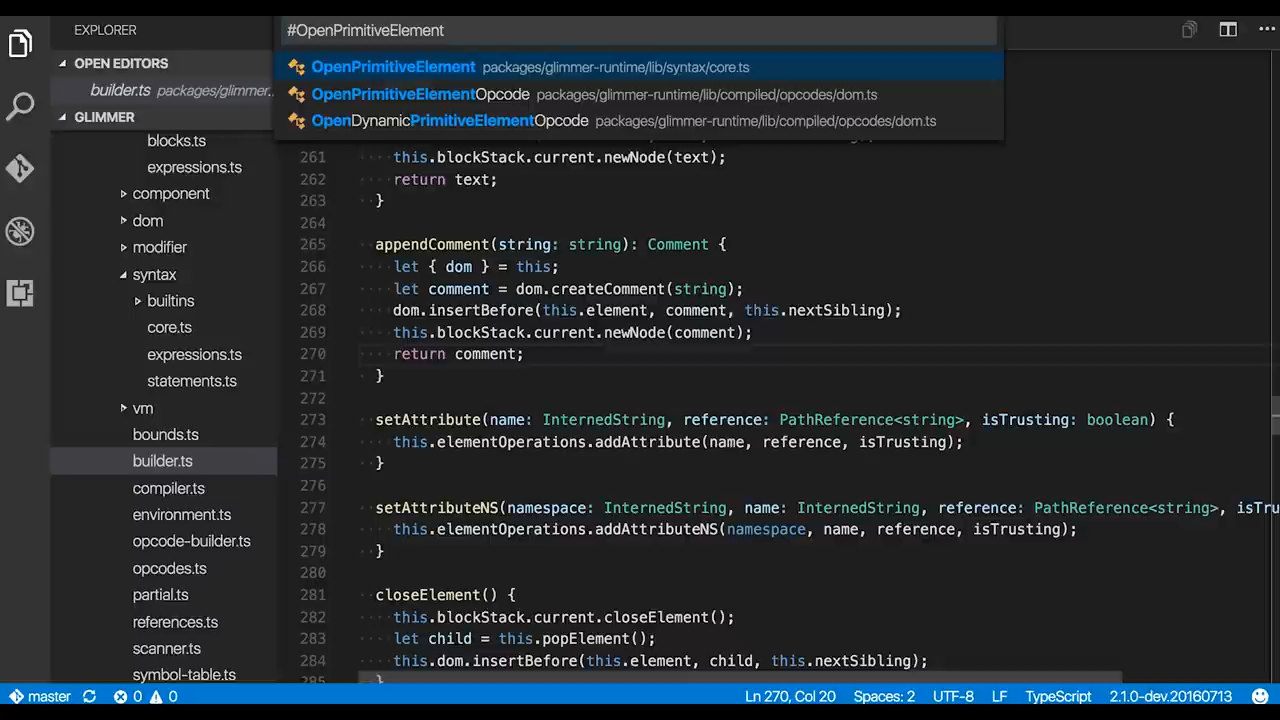 EXPLORER
OPEN EDITORS
builder.ts packages/glimmer...
GLIMMER
blocks.ts
expressions.ts
component
dom
modifier
syntax
builtins
core.ts
expressions.ts
statements.ts
vm
bounds.ts
builder.ts
compiler.ts
environment.ts
opcode-builder.ts
opcodes.ts
partial.ts
references.ts
scanner.ts
symbol-table.ts
#OpenPrimitiveElement
OpenPrimitiveElement packages/glimmer-runtime/lib/syntax/core.ts
OpenPrimitiveElementOpcode packages/glimmer-runtime/lib/compiled/opcodes/dom.ts
OpenDynamicPrimitiveElementOpcode packages/glimmer-runtime/lib/compiled/opcodes/dom.ts
261 this.blockStack.current.newNode(text);
262 return text;
263 }
264
265 appendComment(string: string): Comment {
266 let { dom } = this;
267 let comment = dom.createComment(string);
268 dom.insertBefore(this.element, comment, this.nextSibling);
269 this.blockStack.current.newNode(comment);
270 return comment;
271 }
272
273 setAttribute(name: InternedString, reference: PathReference<string>, isTrusting: boolean) {
274 this.elementOperations.addAttribute(name, reference, isTrusting);
275 }
276
277 setAttributeNS(namespace: InternedString, name: InternedString, reference: PathReference<string>, isTru
278 this.elementOperations.addAttributeNS(namespace, name, reference, isTrusting);
279 }
280
281 closeElement() {
282 this.blockStack.current.closeElement();
283 let child = this.popElement();
284 this.dom.insertBefore(this.element, child, this.nextSibling);
285 }
master 0 0 Ln 270, Col 20 Spaces: 2 UTF-8 LF TypeScript 2.1.0-dev.20160713